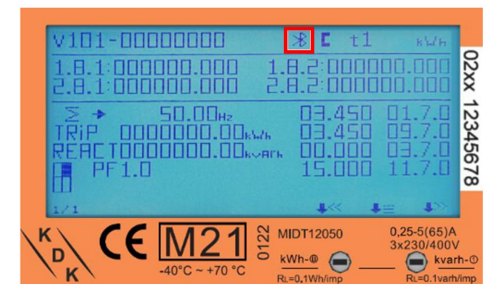 V101-00000000 t1 kWh
1.8.1:000000.000 1.8.2:000000.000
2.8.1:000000.000 2.8.2:000000.000
Σ → 50.00Hz 03.450 01.7.0
TRiP 0000000.00kWh 03.450 09.7.0
REACT0000000.00kvArh 00.000 03.7.0
PF1.0 15.000 11.7.0
1/1
02xx 12345678
K D K
CE M21 0122
-40°C ~ +70 °C
MIDT12050 0,25-5(65)A
3x230/400V
kWh- kvarh-
RL=0.1Wh/imp RL=0.1varh/imp